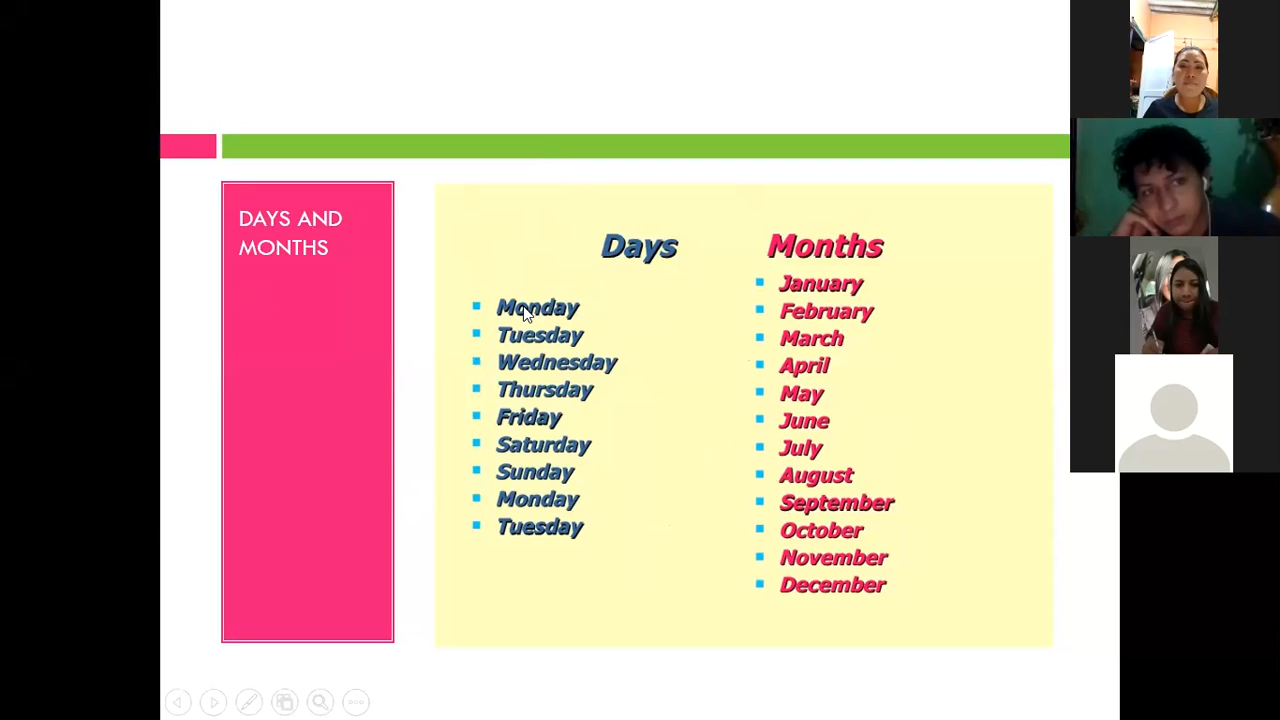 DAYS AND
MONTHS
Days
Monday
Tuesday
Wednesday
Thursday
Friday
Saturday
Sunday
Monday
Tuesday
Months
January
February
March
April
May
June
July
August
September
October
November
December